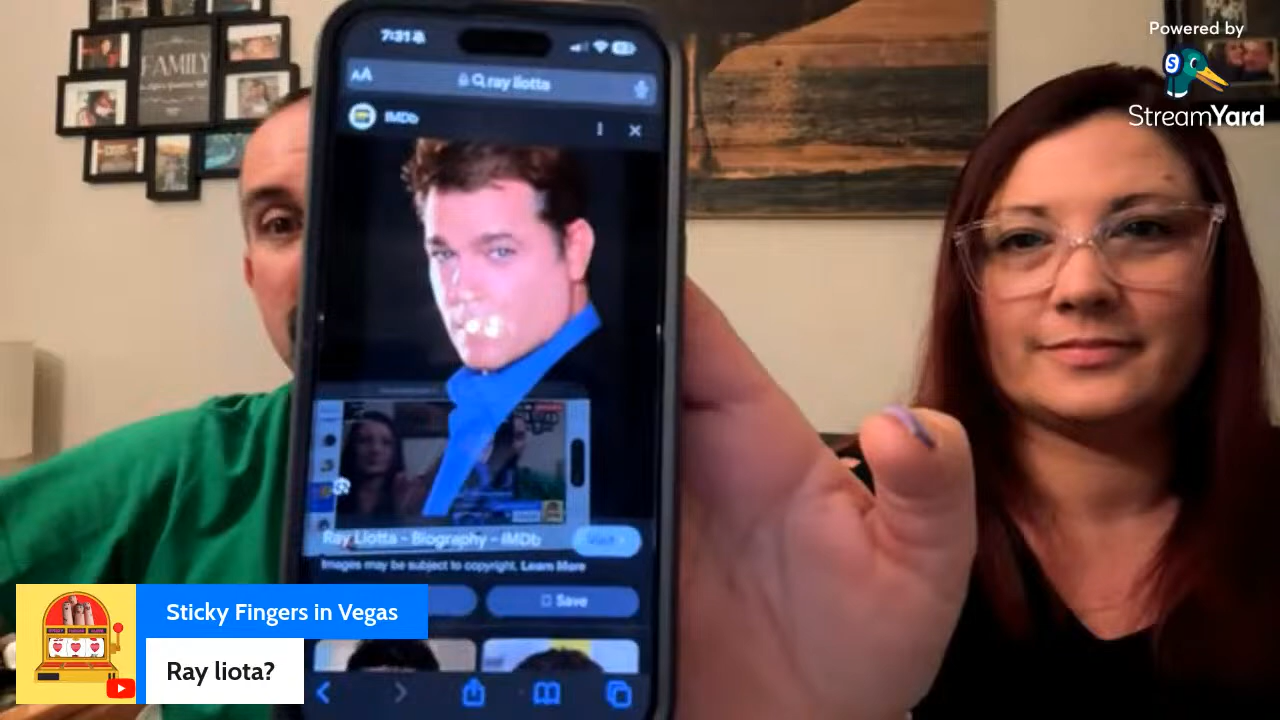 Powered by
StreamYard
FAMILY
7:31
AA
ray liotta
IMDb
Ray Liotta - Biography - IMDb
Visit >
Images may be subject to copyright. Learn More
Save
Sticky Fingers in Vegas
Ray liota?